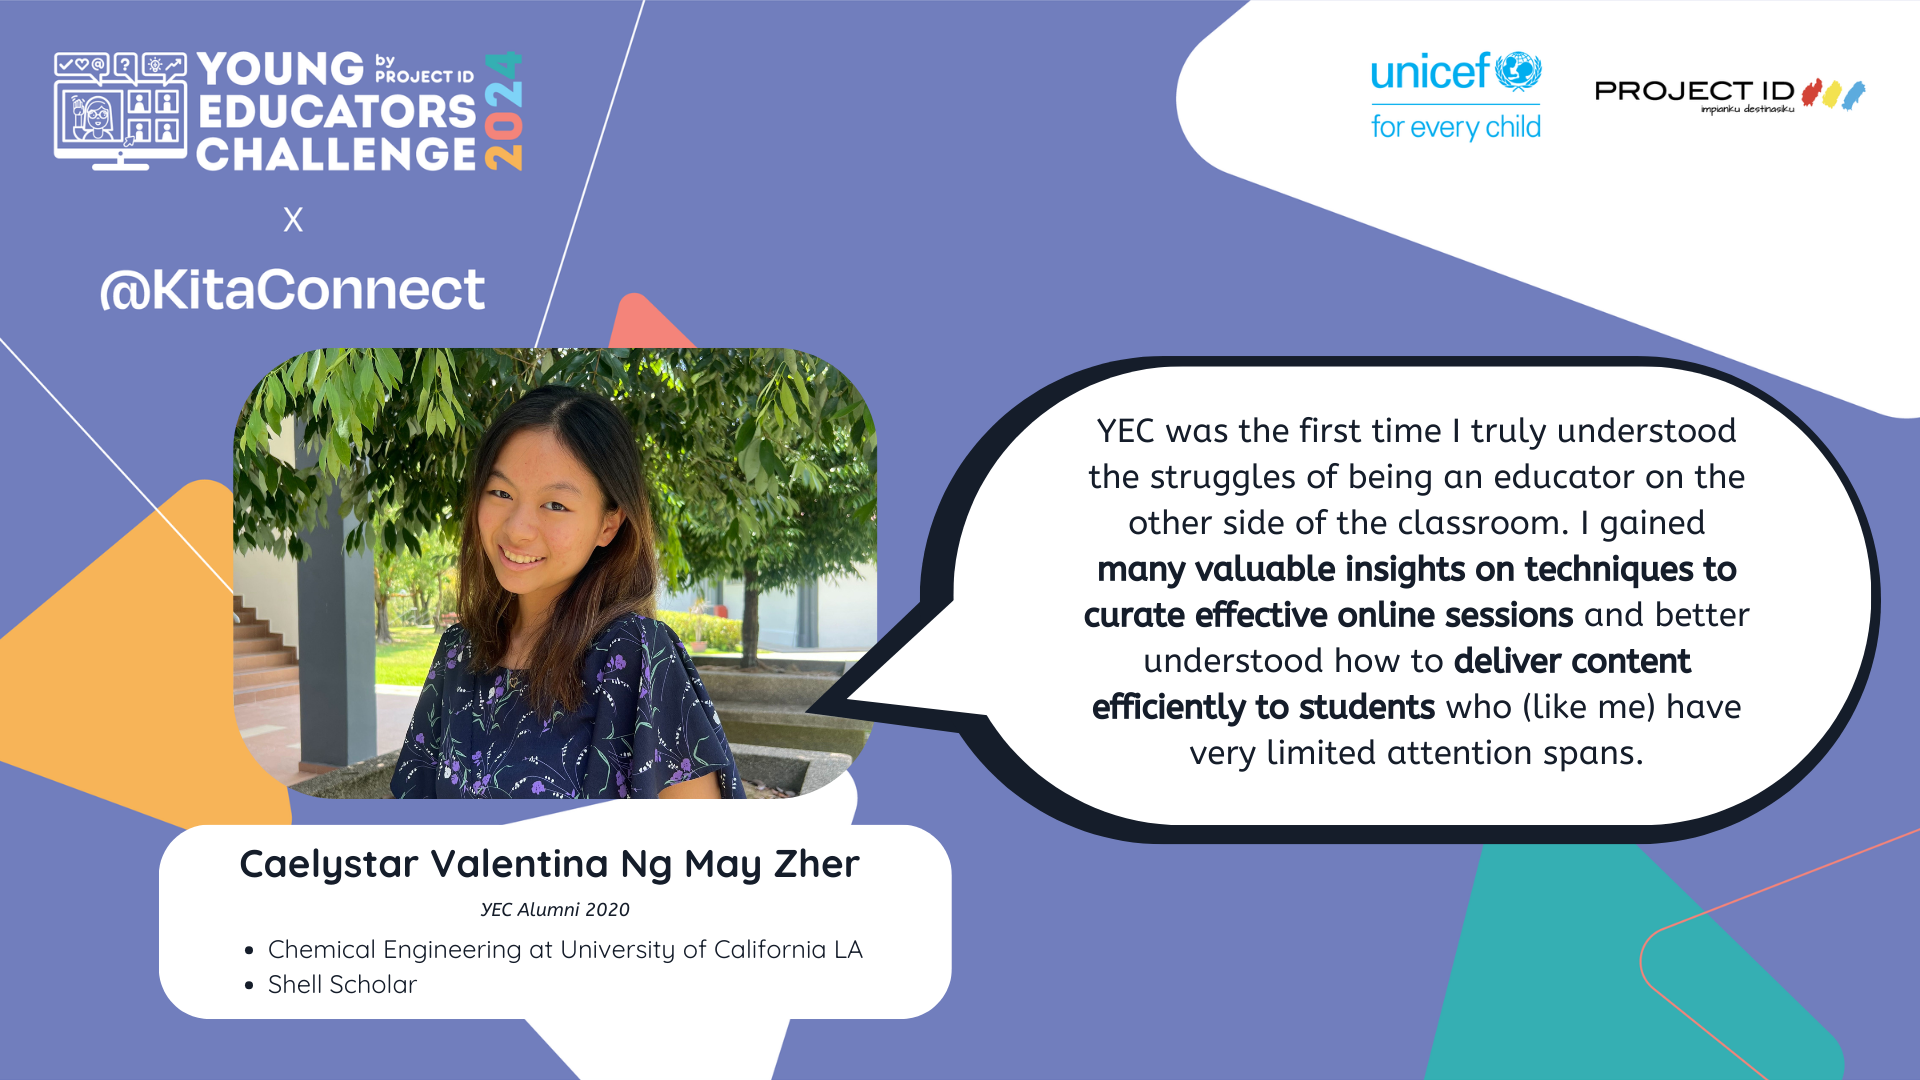 YOUNG by PROJECT ID
EDUCATORS
CHALLENGE
2024
X
@KitaConnect
unicef
for every child
PROJECT ID
impianku destinasiku
YEC was the first time I truly understood
the struggles of being an educator on the
other side of the classroom. I gained
many valuable insights on techniques to
curate effective online sessions and better
understood how to deliver content
efficiently to students who (like me) have
very limited attention spans.
Caelystar Valentina Ng May Zher
YEC Alumni 2020
• Chemical Engineering at University of California LA
• Shell Scholar